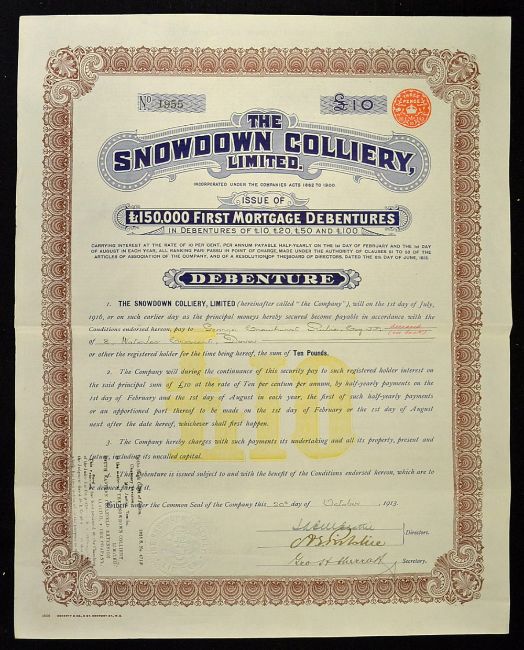 No 1955
£10
THREE PENCE
THE
SNOWDOWN COLLIERY,
LIMITED.
INCORPORATED UNDER THE COMPANIES ACTS 1862 TO 1900.
ISSUE OF
£150,000 FIRST MORTGAGE DEBENTURES
IN DEBENTURES OF £10, £20, £50 AND £100.
CARRYING INTEREST AT THE RATE OF 10 PER CENT. PER ANNUM PAYABLE HALF-YEARLY ON THE 1ST DAY OF FEBRUARY AND THE 1ST DAY
OF AUGUST IN EACH YEAR, ALL RANKING PARI PASSU IN POINT OF CHARGE, MADE UNDER THE AUTHORITY OF CLAUSES 81 TO 83 OF THE
ARTICLES OF ASSOCIATION OF THE COMPANY, AND OF A RESOLUTION OF THE BOARD OF DIRECTORS, DATED THE 6TH DAY OF JUNE, 1913.
DEBENTURE
1. THE SNOWDOWN COLLIERY, LIMITED (hereinafter called "the Company"), will on the 1st day of July,
1916, or on such earlier day as the principal moneys hereby secured become payable in accordance with the
Conditions endorsed hereon, pay to George deceased
of 8, Dover
or other the registered holder for the time being hereof, the sum of Ten Pounds.
2. The Company will during the continuance of this security pay to such registered holder interest on
the said principal sum of £10 at the rate of Ten per centum per annum, by half-yearly payments on the
1st day of February and the 1st day of August in each year, the first of such half-yearly payments
or an apportioned part thereof to be made on the 1st day of February or the 1st day of August
next after the date hereof, whichever shall first happen.
£10
3. The Company hereby charges with such payments its undertaking and all its property, present and
future, including its uncalled capital.
4. This Debenture is issued subject to and with the benefit of the Conditions endorsed hereon, which are to
be deemed part of it.
Given under the Common Seal of the Company this 20th day of October, 1913.
Directors.
Geo. Secretary.